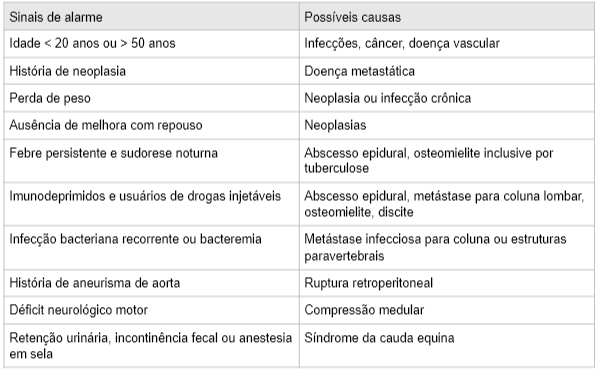 Sinais de alarme Possíveis causas
Idade < 20 anos ou > 50 anos Infecções, câncer, doença vascular
História de neoplasia Doença metastática
Perda de peso Neoplasia ou infecção crônica
Ausência de melhora com repouso Neoplasias
Febre persistente e sudorese noturna Abscesso epidural, osteomielite inclusive por
tuberculose
Imunodeprimidos e usuários de drogas injetáveis Abscesso epidural, metástase para coluna lombar,
osteomielite, discite
Infecção bacteriana recorrente ou bacteremia Metástase infecciosa para coluna ou estruturas
paravertebrais
História de aneurisma de aorta Ruptura retroperitoneal
Déficit neurológico motor Compressão medular
Retenção urinária, incontinência fecal ou anestesia Síndrome da cauda equina
em sela